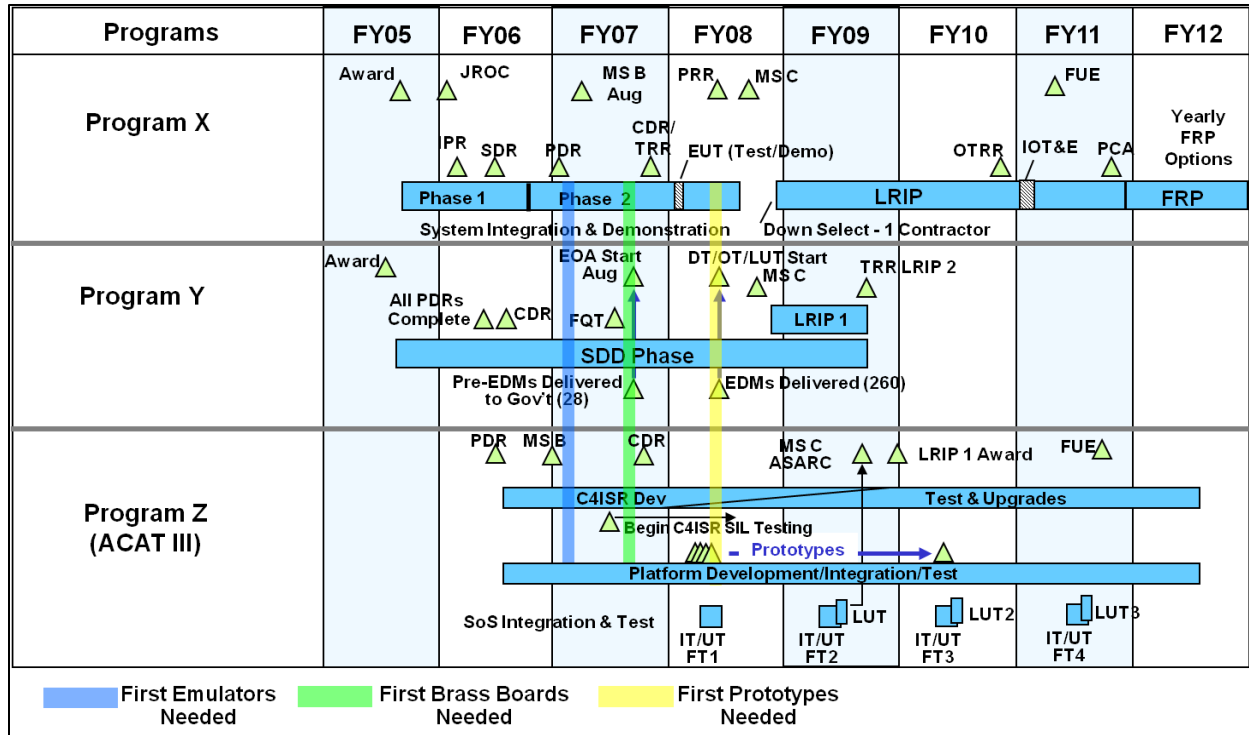 Programs
FY05
FY06
FY07
FY08
FY09
FY10
FY11
FY12
Program X
Award
JROC
MS B
Aug
PRR
MS C
FUE
IPR
SDR
PDR
CDR/
TRR
EUT (Test/Demo)
OTRR
IOT&E
PCA
Yearly
FRP
Options
Phase 1
Phase 2
LRIP
FRP
System Integration & Demonstration
Down Select - 1 Contractor
Program Y
Award
EOA Start
Aug
DT/OT/LUT Start
MS C
TRR LRIP 2
All PDRs
Complete
CDR
FQT
LRIP 1
SDD Phase
Pre-EDMs Delivered
to Gov't (28)
EDMs Delivered (260)
Program Z
(ACAT III)
PDR
MS B
CDR
MS C
ASARC
LRIP 1 Award
FUE
C4ISR Dev
Test & Upgrades
Begin C4ISR SIL Testing
Prototypes
Platform Development/Integration/Test
SoS Integration & Test
IT/UT
FT1
IT/UT
FT2
LUT
IT/UT
FT3
LUT2
IT/UT
FT4
LUT3
First Emulators
Needed
First Brass Boards
Needed
First Prototypes
Needed